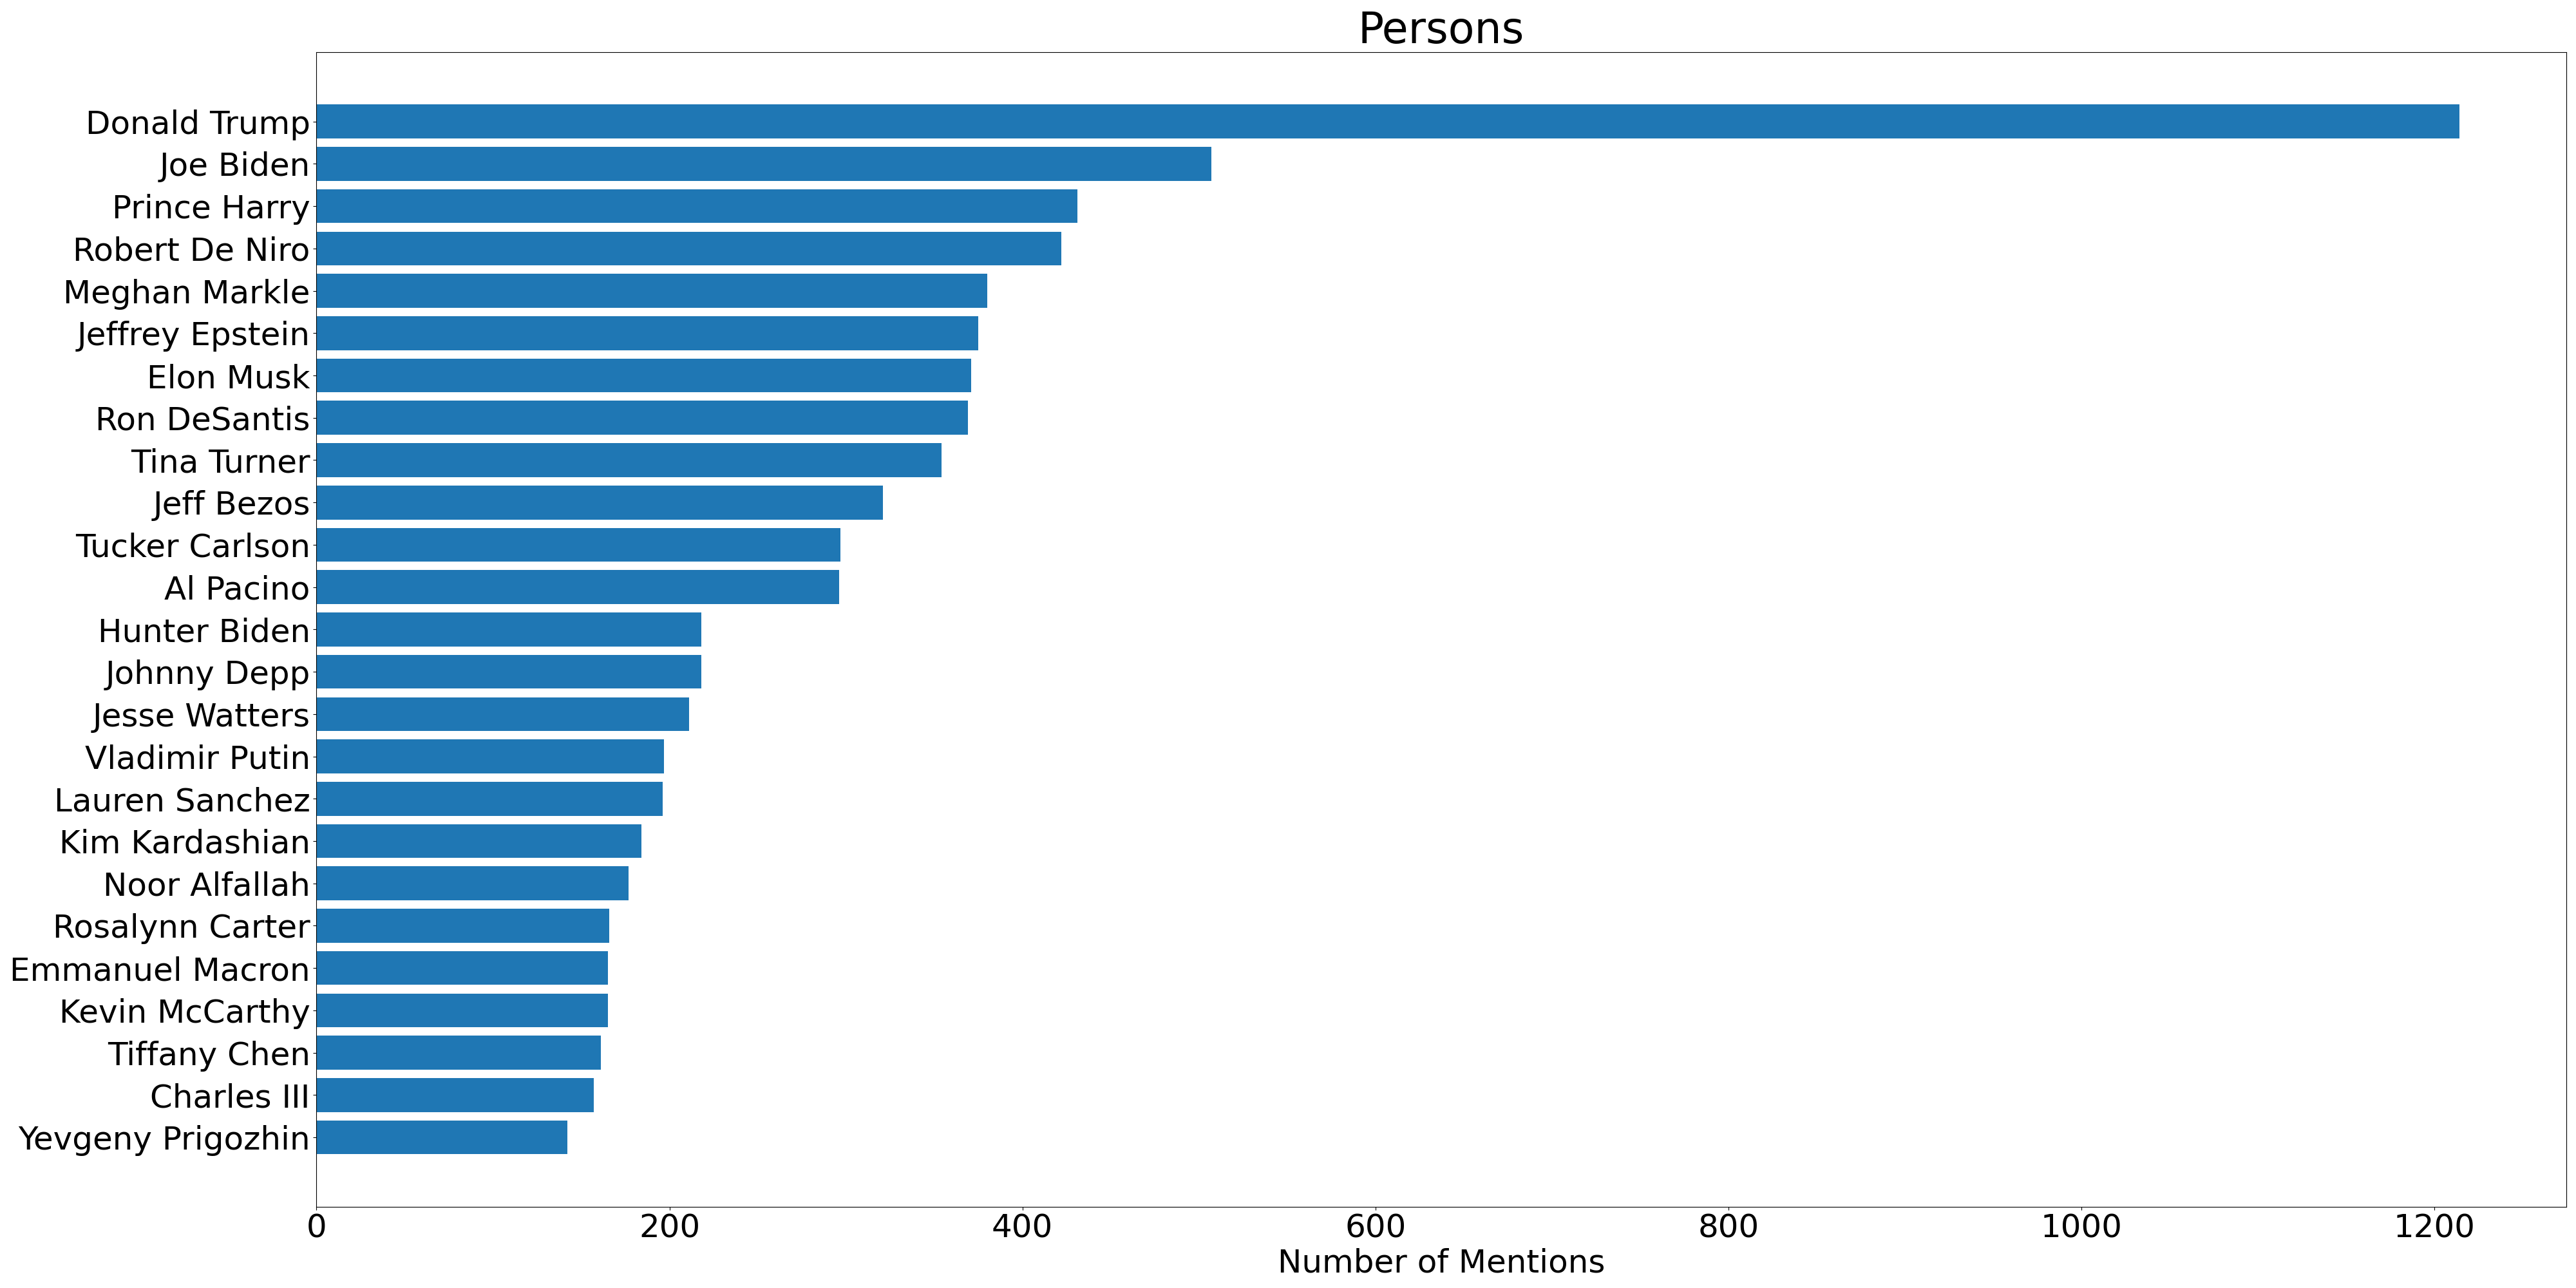 Persons
Donald Trump
Joe Biden
Prince Harry
Robert De Niro
Meghan Markle
Jeffrey Epstein
Elon Musk
Ron DeSantis
Tina Turner
Jeff Bezos
Tucker Carlson
Al Pacino
Hunter Biden
Johnny Depp
Jesse Watters
Vladimir Putin
Lauren Sanchez
Kim Kardashian
Noor Alfallah
Rosalynn Carter
Emmanuel Macron
Kevin McCarthy
Tiffany Chen
Charles III
Yevgeny Prigozhin
0 200 400 600 800 1000 1200
Number of Mentions